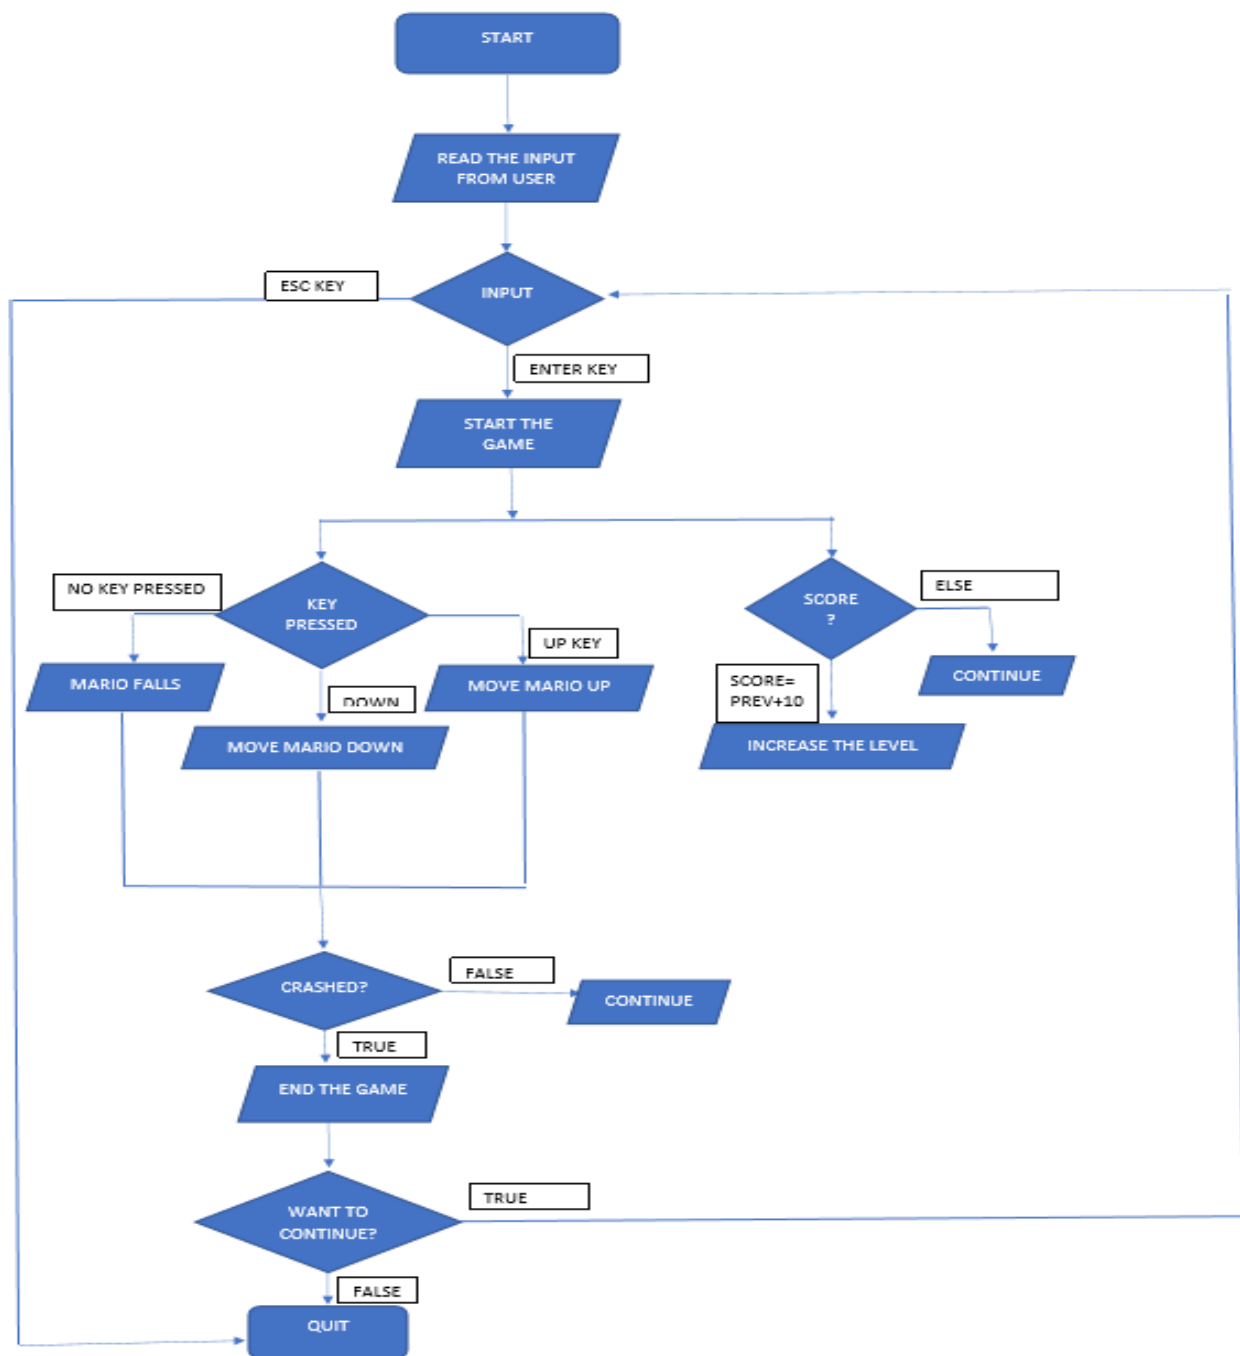 START
READ THE INPUT
FROM USER
ESC KEY
INPUT
ENTER KEY
START THE
GAME
NO KEY PRESSED
KEY
PRESSED
UP KEY
SCORE
?
ELSE
MARIO FALLS
DOWN
MOVE MARIO UP
SCORE=
PREV+10
CONTINUE
MOVE MARIO DOWN
INCREASE THE LEVEL
CRASHED?
FALSE
CONTINUE
TRUE
END THE GAME
WANT TO
CONTINUE?
TRUE
FALSE
QUIT